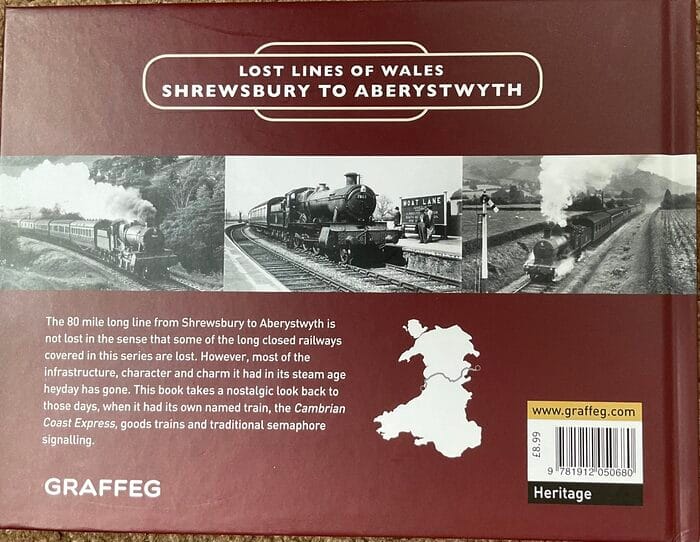 LOST LINES OF WALES
SHREWSBURY TO ABERYSTWYTH
MOAT LANE
The 80 mile long line from Shrewsbury to Aberystwyth is
not lost in the sense that some of the long closed railways
covered in this series are lost. However, most of the
infrastructure, character and charm it had in its steam age
heyday has gone. This book takes a nostalgic look back to
those days, when it had its own named train, the Cambrian
Coast Express, goods trains and traditional semaphore
signalling.
GRAFFEG
www.graffeg.com
£8.99
9 781912 050680
Heritage